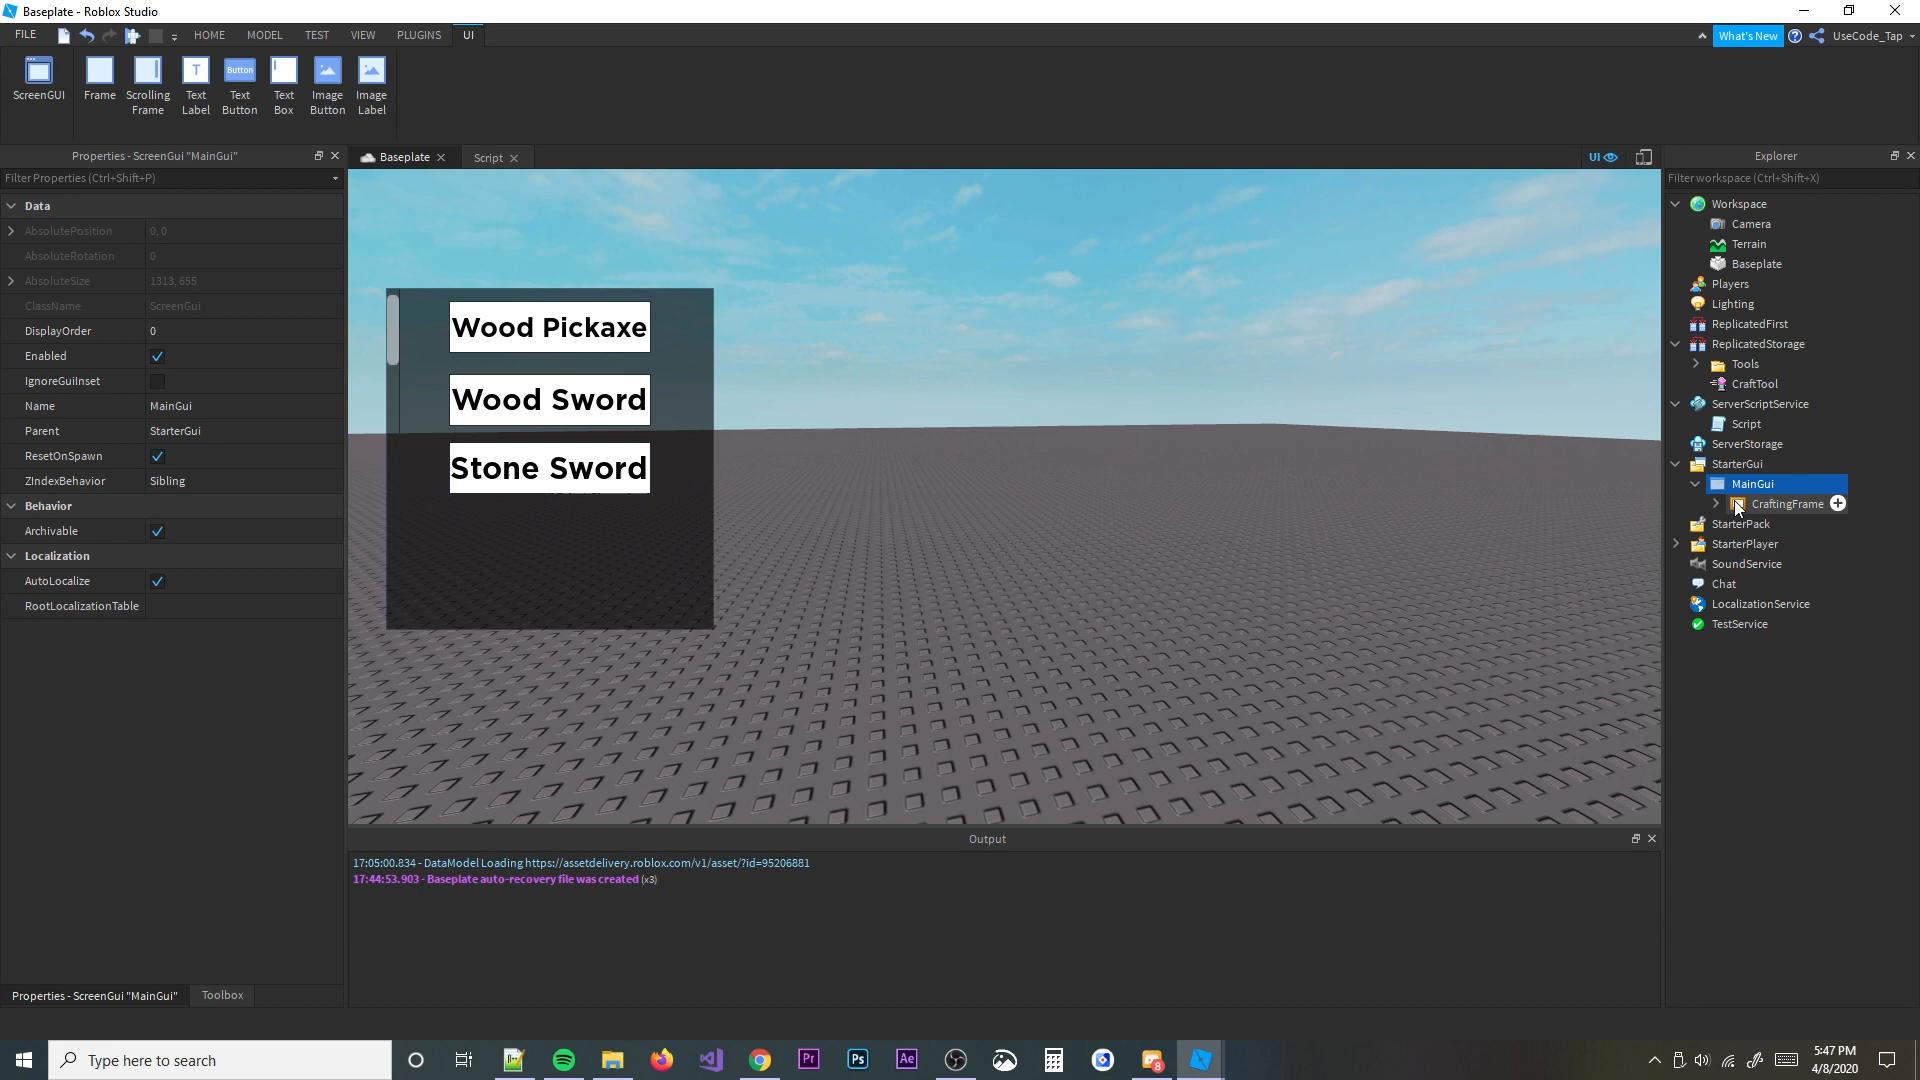 Baseplate - Roblox Studio
FILE
HOME
MODEL
TEST
VIEW
PLUGINS
UI
What's New
UseCode_Tap
ScreenGUI
Frame
Scrolling
Frame
Text
Label
Button
Text
Button
Text
Box
Image
Button
Image
Label
Properties - ScreenGui "MainGui"
Filter Properties (Ctrl+Shift+P)
Data
AbsolutePosition 0, 0
AbsoluteRotation 0
AbsoluteSize 1313, 655
ClassName ScreenGui
DisplayOrder 0
Enabled
IgnoreGuiInset
Name MainGui
Parent StarterGui
ResetOnSpawn
ZIndexBehavior Sibling
Behavior
Archivable
Localization
AutoLocalize
RootLocalizationTable
Properties - ScreenGui "MainGui"
Toolbox
Baseplate
Script
UI
Wood Pickaxe
Wood Sword
Stone Sword
Output
17:05:00.834 - DataModel Loading https://assetdelivery.roblox.com/v1/asset/?id=95206881
17:44:53.903 - Baseplate auto-recovery file was created (x3)
Explorer
Filter workspace (Ctrl+Shift+X)
Workspace
Camera
Terrain
Baseplate
Players
Lighting
ReplicatedFirst
ReplicatedStorage
Tools
CraftTool
ServerScriptService
Script
ServerStorage
StarterGui
MainGui
CraftingFrame
StarterPack
StarterPlayer
SoundService
Chat
LocalizationService
TestService
Type here to search
Pr
Ps
Ae
8
5:47 PM
4/8/2020